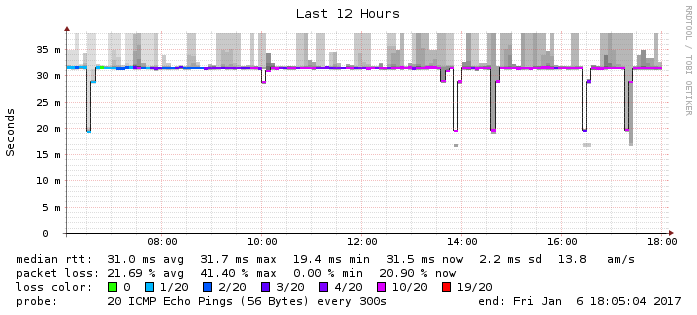 Last 12 Hours
RRDTOOL / TOBI OETIKER
Seconds
35 m
30 m
25 m
20 m
15 m
10 m
5 m
0
08:00 10:00 12:00 14:00 16:00 18:00
median rtt: 31.0 ms avg 31.7 ms max 19.4 ms min 31.5 ms now 2.2 ms sd 13.8 am/s
packet loss: 21.69 % avg 41.40 % max 0.00 % min 20.90 % now
loss color: 0 1/20 2/20 3/20 4/20 10/20 19/20
probe: 20 ICMP Echo Pings (56 Bytes) every 300s end: Fri Jan 6 18:05:04 2017